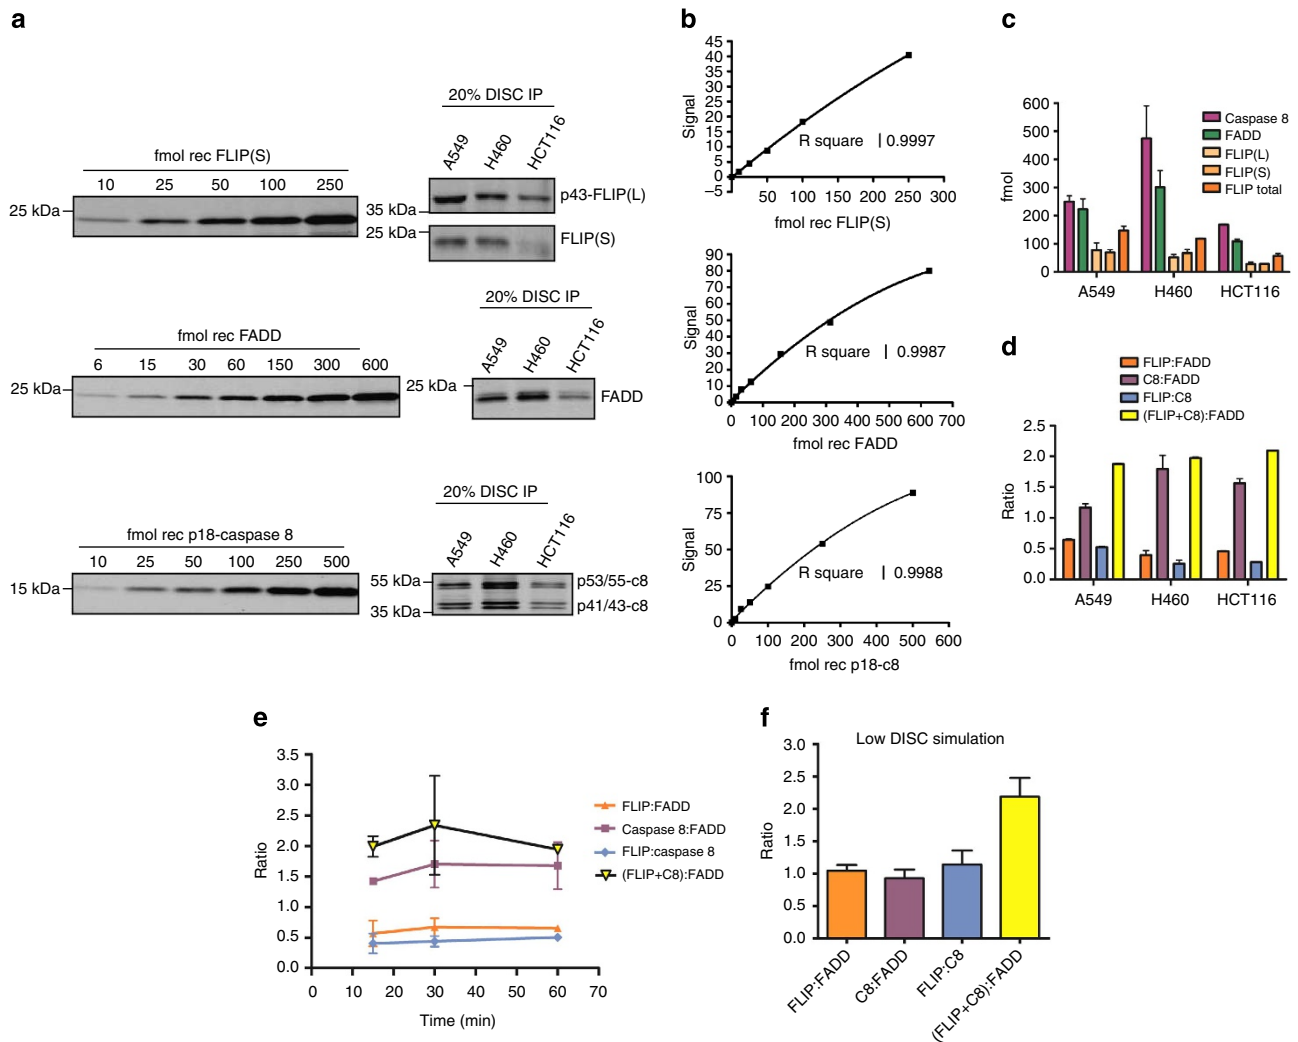 a
fmol rec FLIP(S)
10 25 50 100 250
25 kDa
20% DISC IP
A549 H460 HCT116
35 kDa
25 kDa
p43-FLIP(L)
FLIP(S)
fmol rec FADD
6 15 30 60 150 300 600
25 kDa
20% DISC IP
A549 H460 HCT116
25 kDa
FADD
fmol rec p18-caspase 8
10 25 50 100 250 500
15 kDa
20% DISC IP
A549 H460 HCT116
55 kDa
35 kDa
p53/55-c8
p41/43-c8
b
Signal
45
40
35
30
25
20
15
10
5
0
−5
R square | 0.9997
50 100 150 200 250 300
fmol rec FLIP(S)
Signal
90
80
70
60
50
40
30
20
10
0
R square | 0.9987
0 100 200 300 400 500 600 700
fmol rec FADD
Signal
100
75
50
25
0
R square | 0.9988
0 100 200 300 400 500 600
fmol rec p18-c8
c
fmol
600
500
400
300
200
100
0
Caspase 8
FADD
FLIP(L)
FLIP(S)
FLIP total
A549 H460 HCT116
d
FLIP:FADD
C8:FADD
FLIP:C8
(FLIP+C8):FADD
Ratio
2.5
2.0
1.5
1.0
0.5
0.0
A549 H460 HCT116
e
Ratio
3.5
3.0
2.5
2.0
1.5
1.0
0.5
0.0
FLIP:FADD
Caspase 8:FADD
FLIP:caspase 8
(FLIP+C8):FADD
0 10 20 30 40 50 60 70
Time (min)
f
Low DISC simulation
Ratio
3.0
2.5
2.0
1.5
1.0
0.5
0.0
FLIP:FADD
C8:FADD
FLIP:C8
(FLIP+C8):FADD